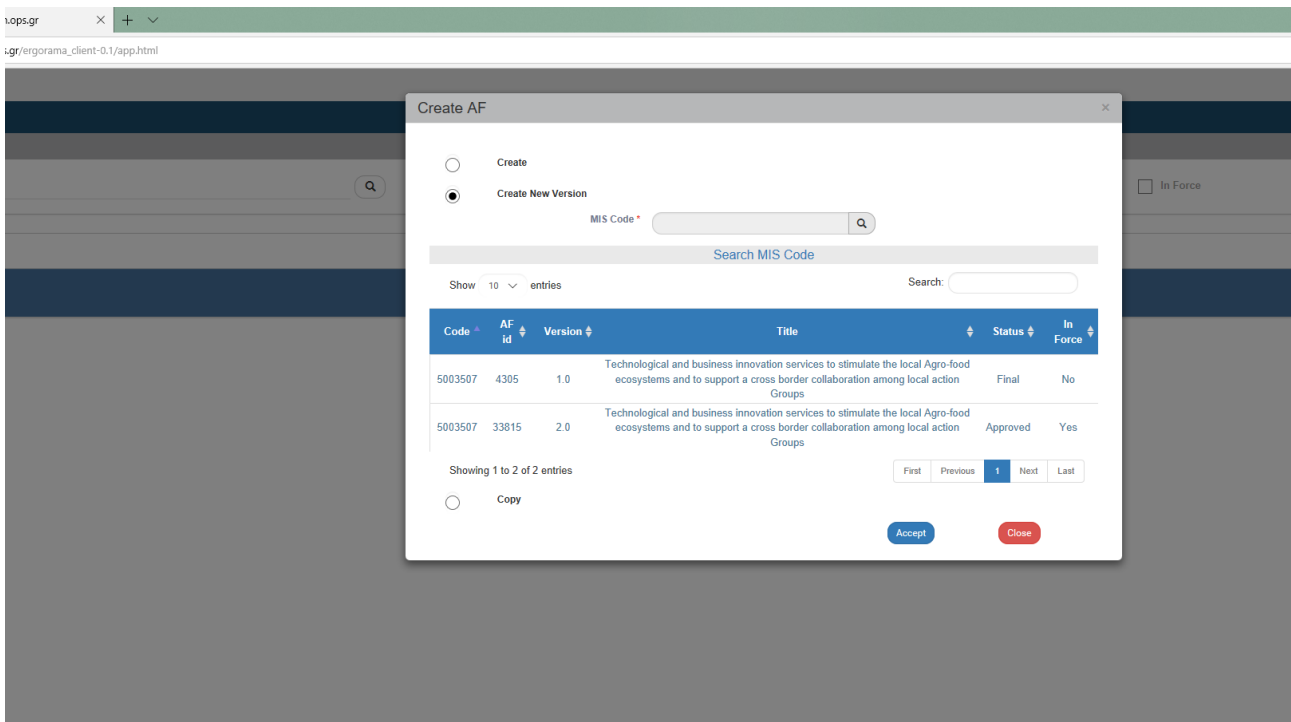 n.ops.gr
s.gr/ergorama_client-0.1/app.html
Create AF
Create
Create New Version
In Force
MIS Code *
Search MIS Code
Show 10 entries Search:
Code AF id Version Title Status In Force
Technological and business innovation services to stimulate the local Agro-food
5003507 4305 1.0 ecosystems and to support a cross border collaboration among local action Final No
Groups
Technological and business innovation services to stimulate the local Agro-food
5003507 33815 2.0 ecosystems and to support a cross border collaboration among local action Approved Yes
Groups
Showing 1 to 2 of 2 entries First Previous 1 Next Last
Copy
Accept Close